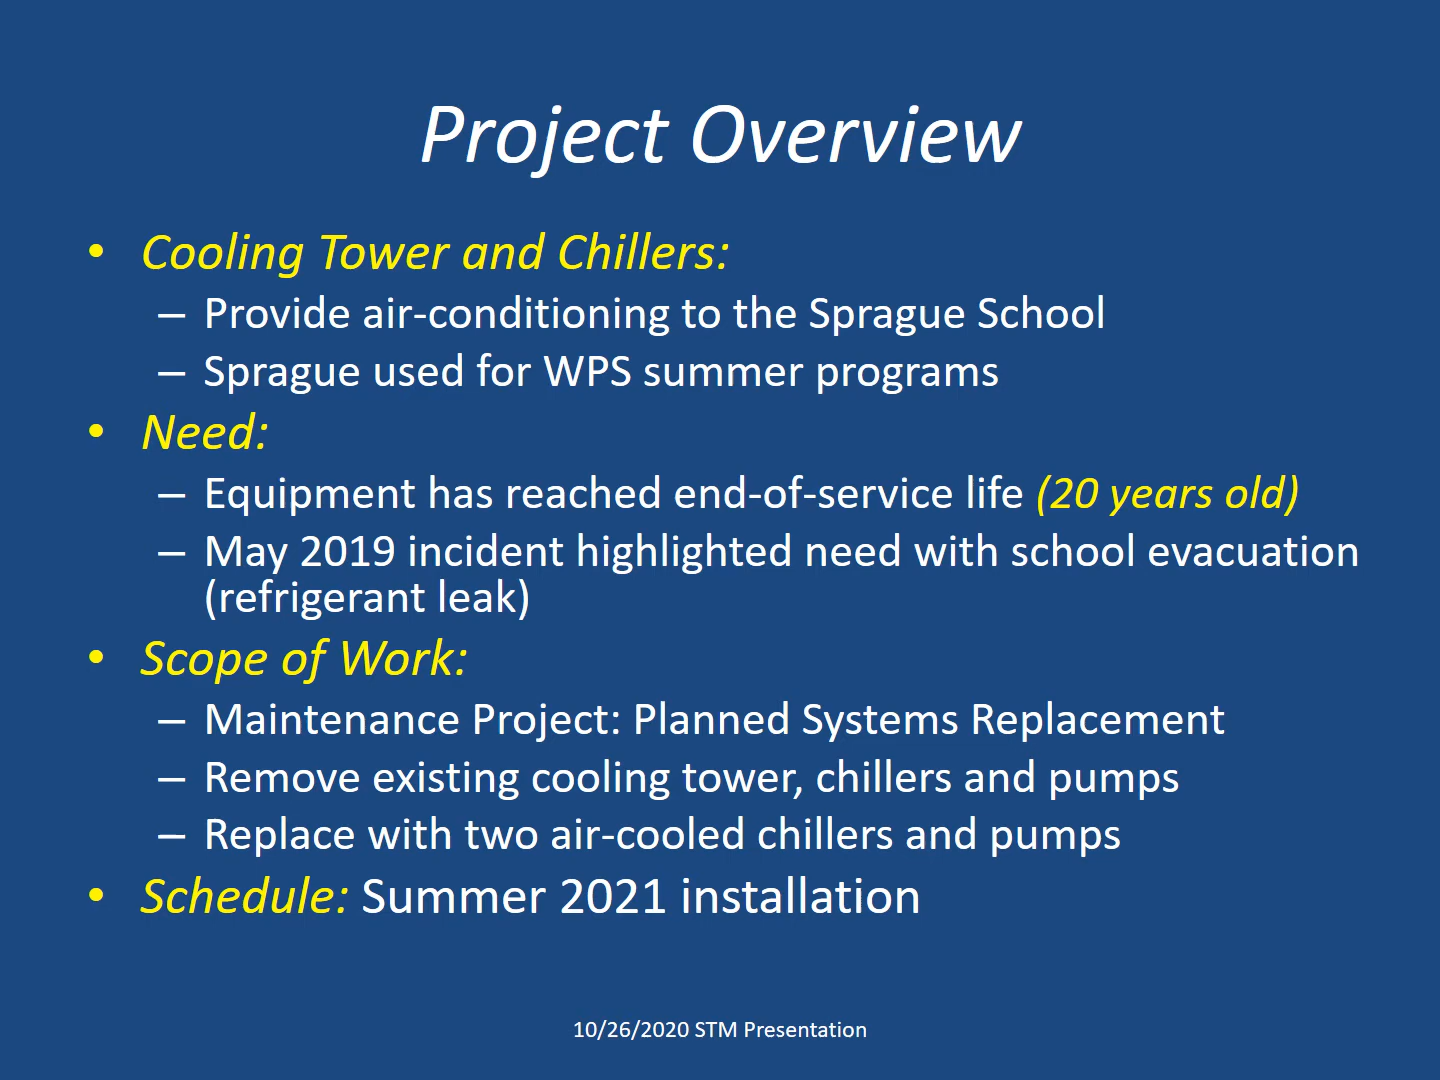 Project Overview
• Cooling Tower and Chillers:
– Provide air-conditioning to the Sprague School
– Sprague used for WPS summer programs
• Need:
– Equipment has reached end-of-service life (20 years old)
– May 2019 incident highlighted need with school evacuation
(refrigerant leak)
• Scope of Work:
– Maintenance Project: Planned Systems Replacement
– Remove existing cooling tower, chillers and pumps
– Replace with two air-cooled chillers and pumps
• Schedule: Summer 2021 installation
10/26/2020 STM Presentation